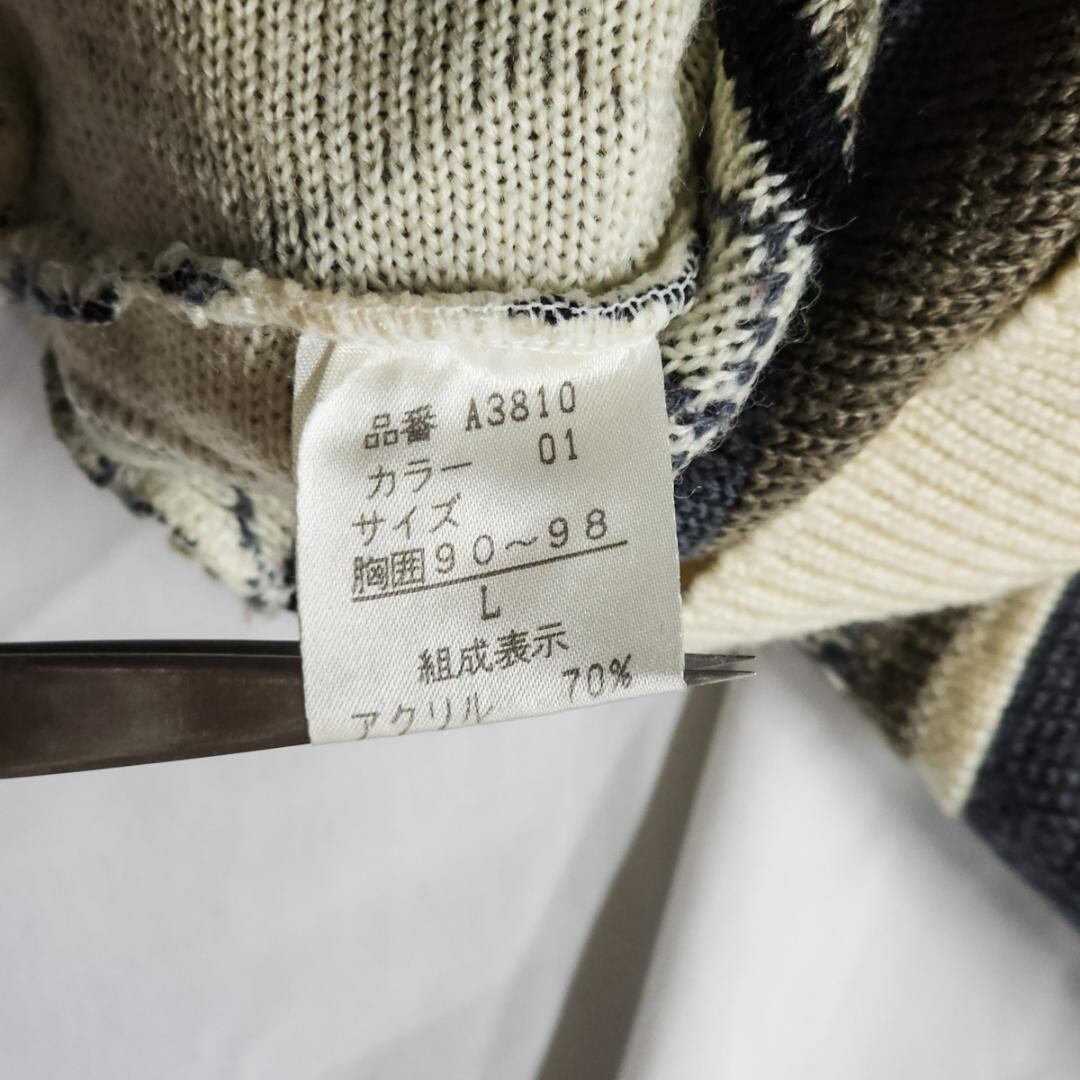 品番 A3810
カラー 01
サイズ
胸囲90～98
L
組成表示
アクリル 70%